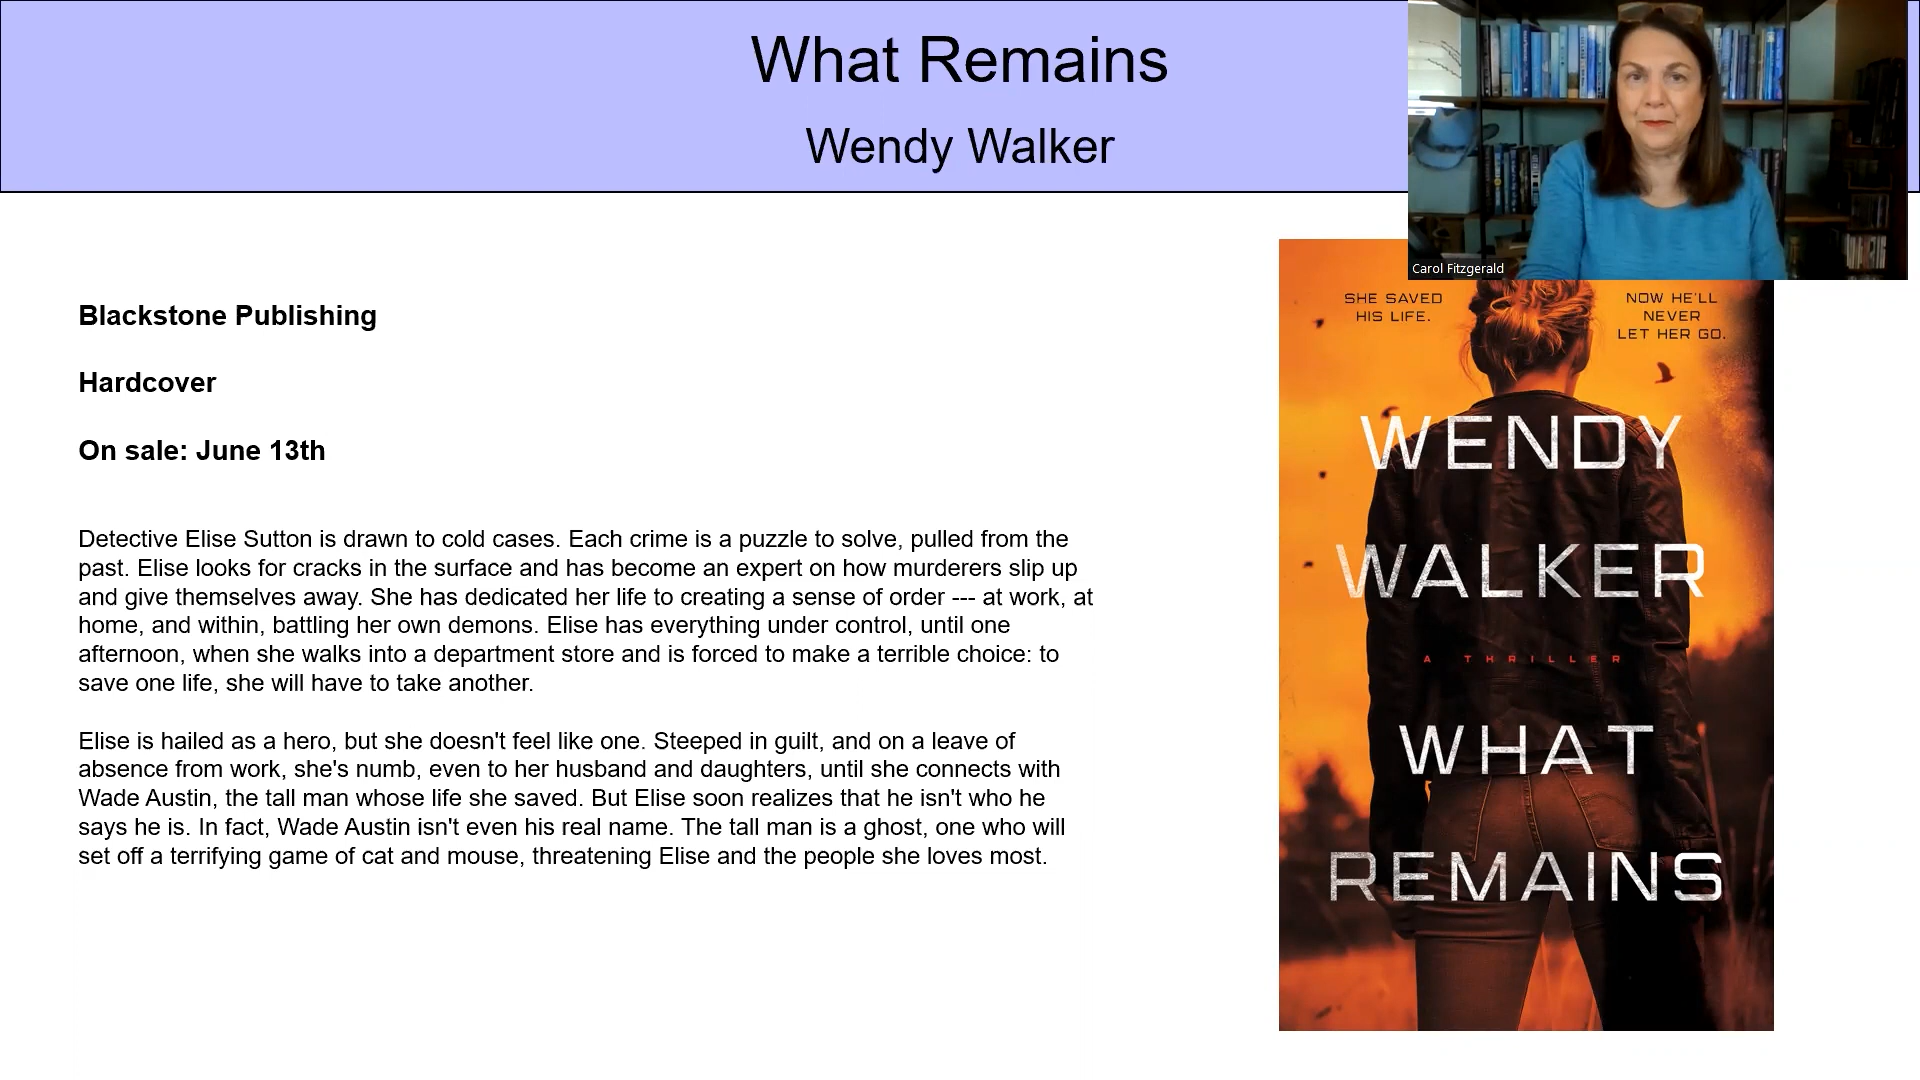 What Remains
Wendy Walker
Carol Fitzgerald
Blackstone Publishing
Hardcover
On sale: June 13th
Detective Elise Sutton is drawn to cold cases. Each crime is a puzzle to solve, pulled from the
past. Elise looks for cracks in the surface and has become an expert on how murderers slip up
and give themselves away. She has dedicated her life to creating a sense of order --- at work, at
home, and within, battling her own demons. Elise has everything under control, until one
afternoon, when she walks into a department store and is forced to make a terrible choice: to
save one life, she will have to take another.
Elise is hailed as a hero, but she doesn't feel like one. Steeped in guilt, and on a leave of
absence from work, she's numb, even to her husband and daughters, until she connects with
Wade Austin, the tall man whose life she saved. But Elise soon realizes that he isn't who he
says he is. In fact, Wade Austin isn't even his real name. The tall man is a ghost, one who will
set off a terrifying game of cat and mouse, threatening Elise and the people she loves most.
SHE SAVED
HIS LIFE.
NOW HE'LL
NEVER
LET HER GO.
WENDY
WALKER
A THRILLER
WHAT
REMAINS